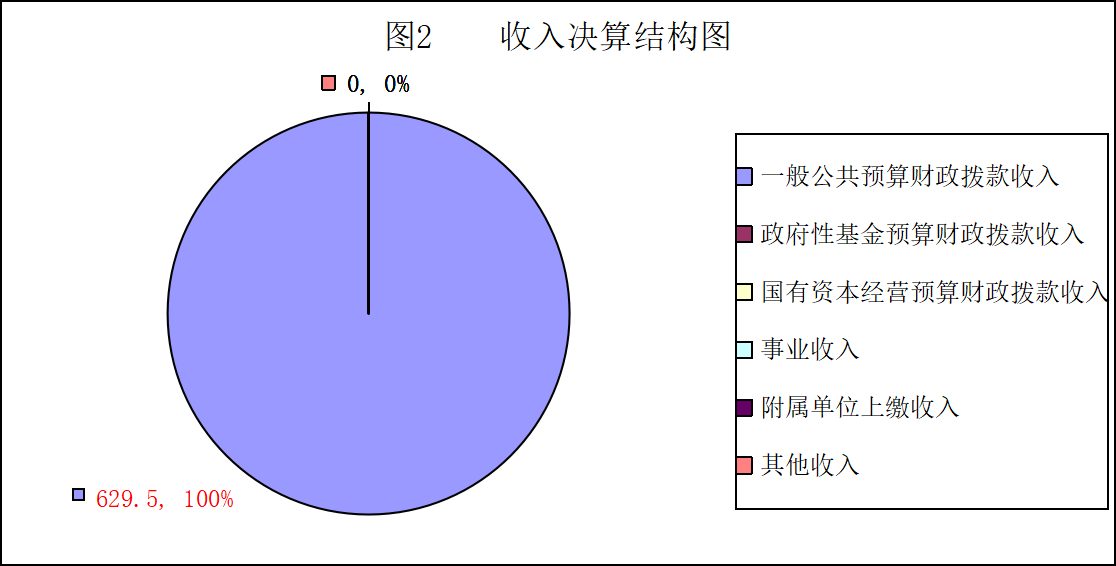 图2 收入决算结构图
0, 0%
一般公共预算财政拨款收入
政府性基金预算财政拨款收入
国有资本经营预算财政拨款收入
事业收入
附属单位上缴收入
其他收入
629.5, 100%